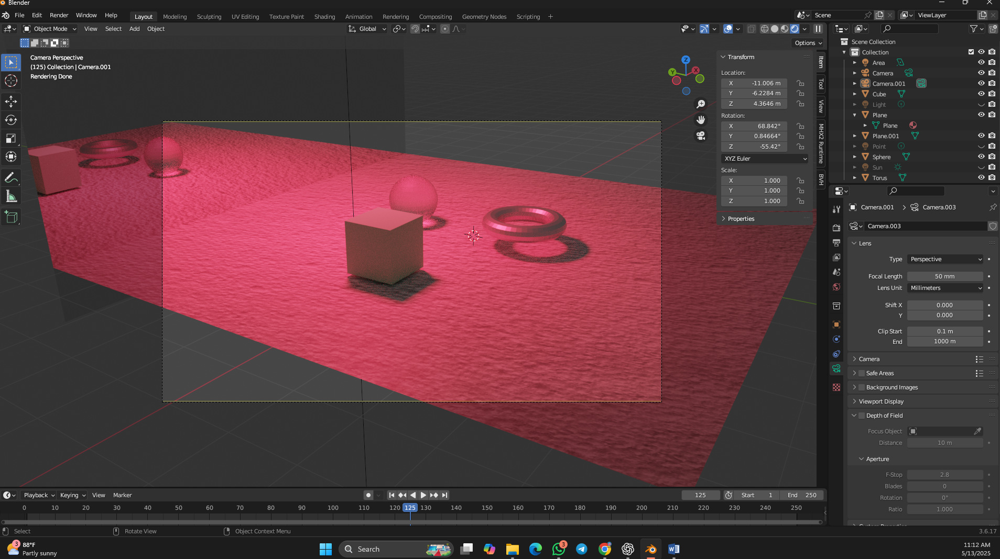 Blender
File Edit Render Window Help Layout Modeling Sculpting UV Editing Texture Paint Shading Animation Rendering Compositing Geometry Nodes Scripting + Scene ViewLayer
Object Mode View Select Add Object Global
Options
Camera Perspective
(125) Collection | Camera.001
Rendering Done
Z
Y
X
Transform
Location:
X -11.006 m
Y -6.2284 m
Z 4.3646 m
Rotation:
X 68.842°
Y 0.84664°
Z -55.42°
XYZ Euler
Scale:
X 1.000
Y 1.000
Z 1.000
Properties
Item
Tool
View
MHX2 Runtime
BVH
Scene Collection
Collection
Area
Camera
Camera.001
Cube
Light
Plane
Plane
Plane.001
Point
Sphere
Sun
Torus
Camera.001 > Camera.003
Camera.003
Lens
Type Perspective
Focal Length 50 mm
Lens Unit Millimeters
Shift X 0.000
Y 0.000
Clip Start 0.1 m
End 1000 m
Camera
Safe Areas
Background Images
Viewport Display
Depth of Field
Focus Object
Distance 10 m
Aperture
F-Stop 2.8
Blades 0
Rotation 0°
Ratio 1.000
Custom Properties
Playback Keying View Marker 125 Start 1 End 250
0 10 20 30 40 50 60 70 80 90 100 110 120 125 130 140 150 160 170 180 190 200 210 220 230 240 250
Select Rotate View Object Context Menu 3.6.17
3
88°F
Partly sunny
Search
3
11:12 AM
5/13/2025